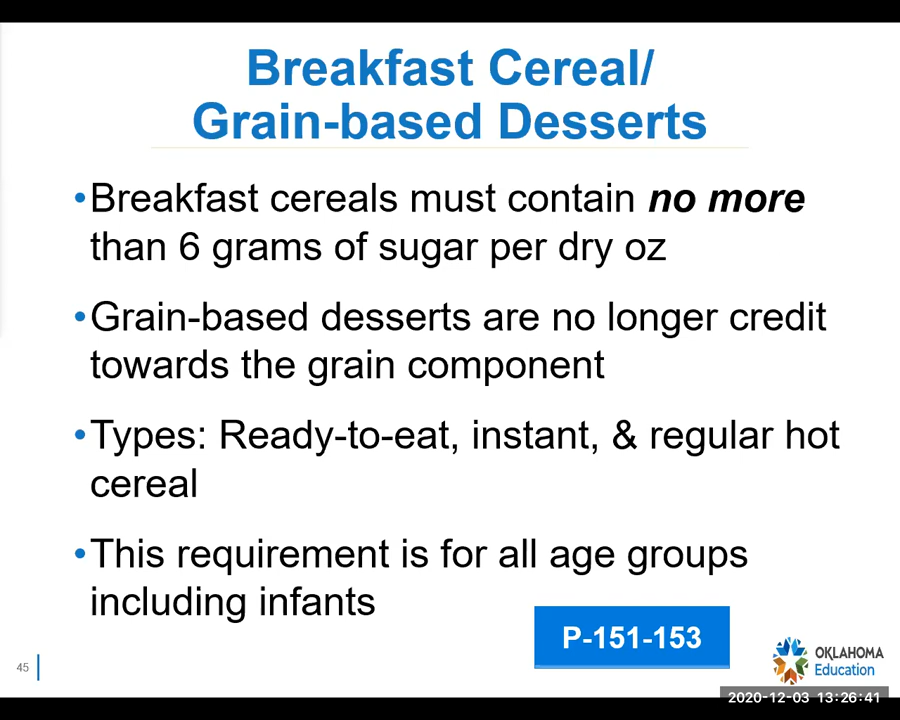 Breakfast Cereal/
Grain-based Desserts
•Breakfast cereals must contain no more
than 6 grams of sugar per dry oz
•Grain-based desserts are no longer credit
towards the grain component
•Types: Ready-to-eat, instant, & regular hot
cereal
•This requirement is for all age groups
including infants
P-151-153
45
OKLAHOMA
Education
2020-12-03 13:26:41